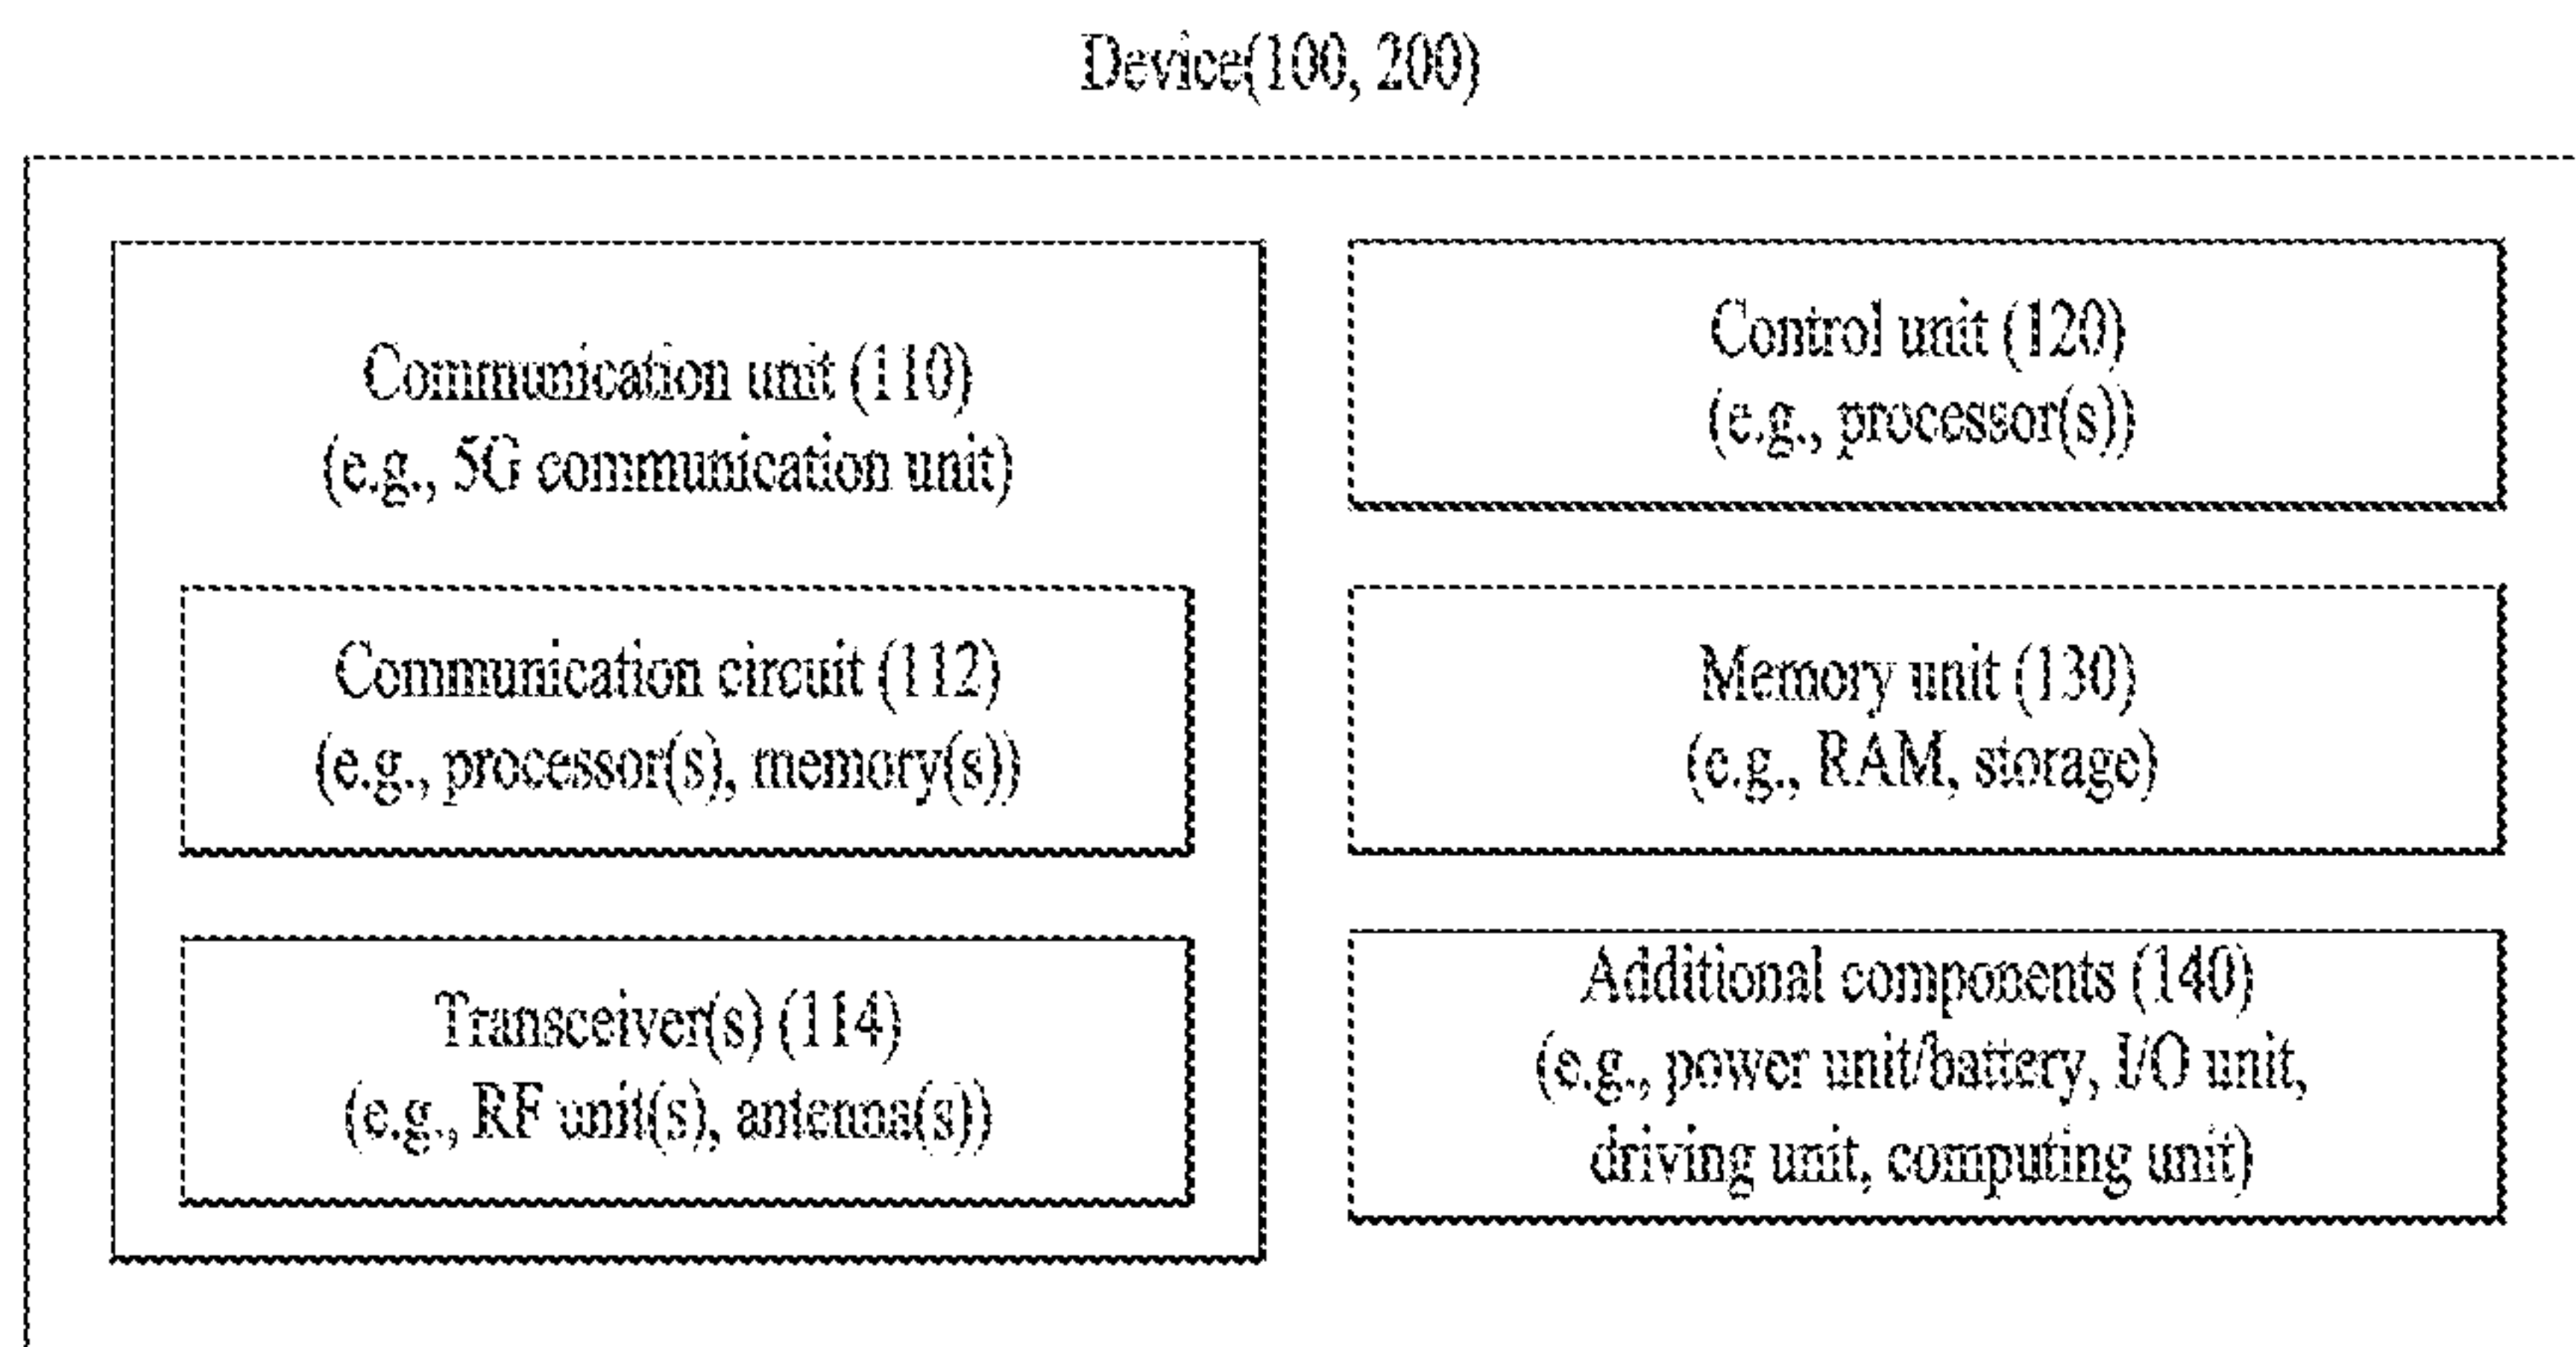 Device(100, 200)
Communication unit (110)
(e.g., 5G communication unit)
Communication circuit (112)
(e.g., processor(s), memory(s))
Transceiver(s) (114)
(e.g., RF unit(s), antenna(s))
Control unit (120)
(e.g., processor(s))
Memory unit (130)
(e.g., RAM, storage)
Additional components (140)
(e.g., power unit/battery, I/O unit,
driving unit, computing unit)